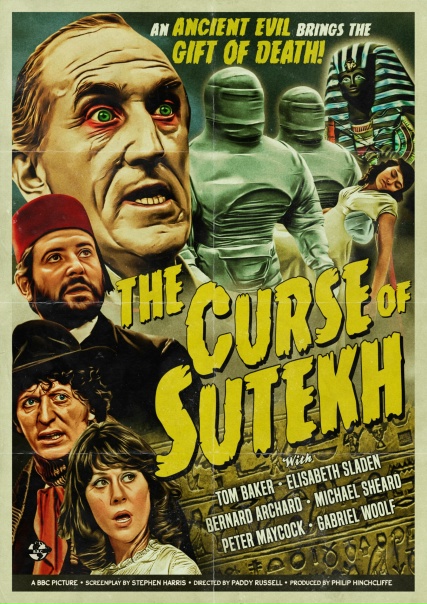 AN ANCIENT EVIL BRINGS THE
GIFT OF DEATH!
THE CURSE OF
SUTEKH
With
TOM BAKER • ELISABETH SLADEN
BERNARD ARCHARD • MICHAEL SHEARD
PETER MAYCOCK • GABRIEL WOOLF
B.B.C.
A BBC PICTURE • SCREENPLAY BY STEPHEN HARRIS • DIRECTED BY PADDY RUSSELL • PRODUCED BY PHILIP HINCHCLIFFE